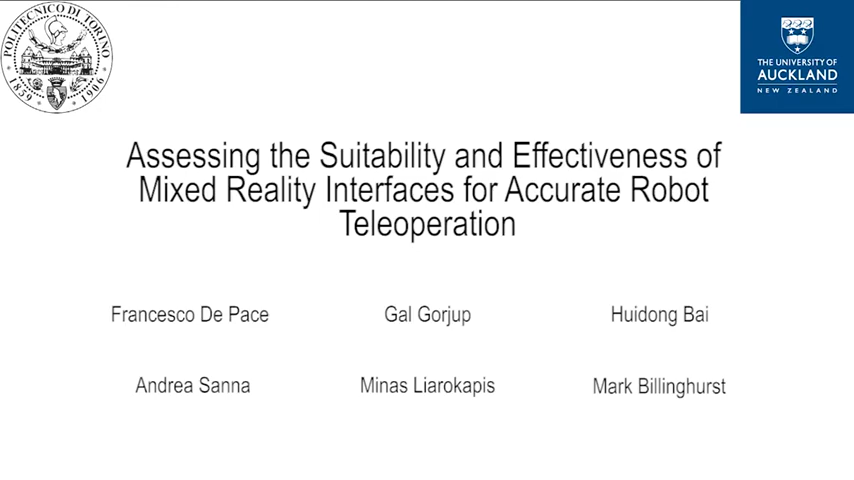 POLITECNICO DI TORINO
1859 1906
THE UNIVERSITY OF
AUCKLAND
NEW ZEALAND
Assessing the Suitability and Effectiveness of
Mixed Reality Interfaces for Accurate Robot
Teleoperation
Francesco De Pace Gal Gorjup Huidong Bai
Andrea Sanna Minas Liarokapis Mark Billinghurst